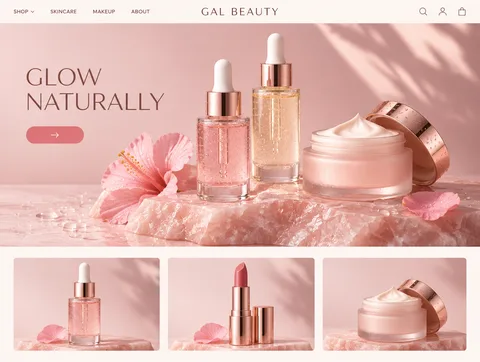 SHOP
SKINCARE
MAKEUP
ABOUT
GAL BEAUTY
GLOW
NATURALLY